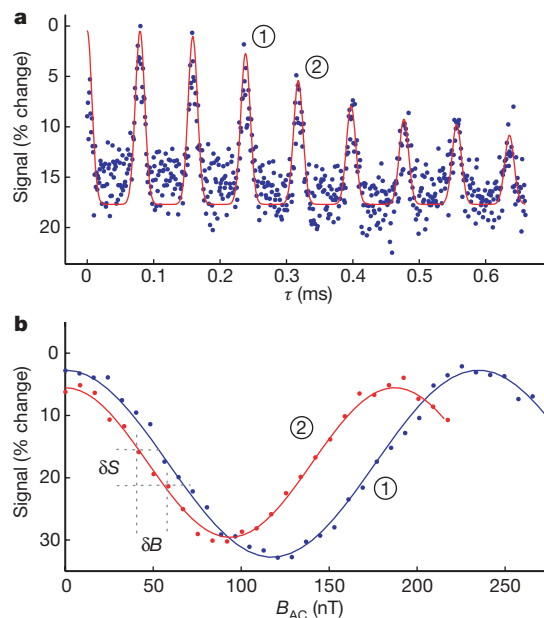 a
Signal (% change)
0
5
10
15
20
① ②
0 0.1 0.2 0.3 0.4 0.5 0.6
τ (ms)
b
Signal (% change)
0
10
20
30
δS
δB
② ①
0 50 100 150 200 250
B_AC (nT)